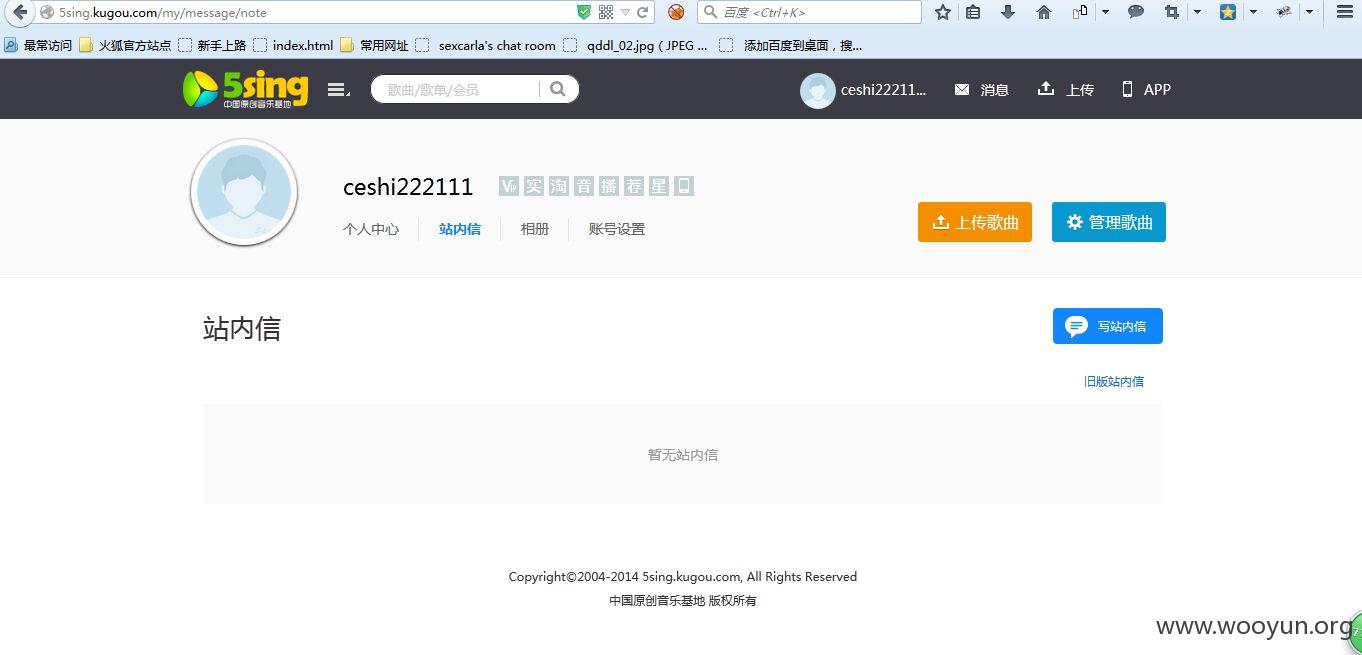 5sing.kugou.com/my/message/note
百度 <Ctrl+K>
最常访问 火狐官方站点 新手上路 index.html 常用网址 sexcarla's chat room qddl_02.jpg ( JPEG ... 添加百度到桌面，搜...
5sing
中国原创音乐基地
歌曲/歌单/会员
ceshi22211... 消息 上传 APP
ceshi222111 VIP 实 淘 音 播 荐 星
个人中心 站内信 相册 账号设置
上传歌曲 管理歌曲
站内信
写站内信
旧版站内信
暂无站内信
Copyright©2004-2014 5sing.kugou.com, All Rights Reserved
中国原创音乐基地 版权所有
www.wooyun.org
7